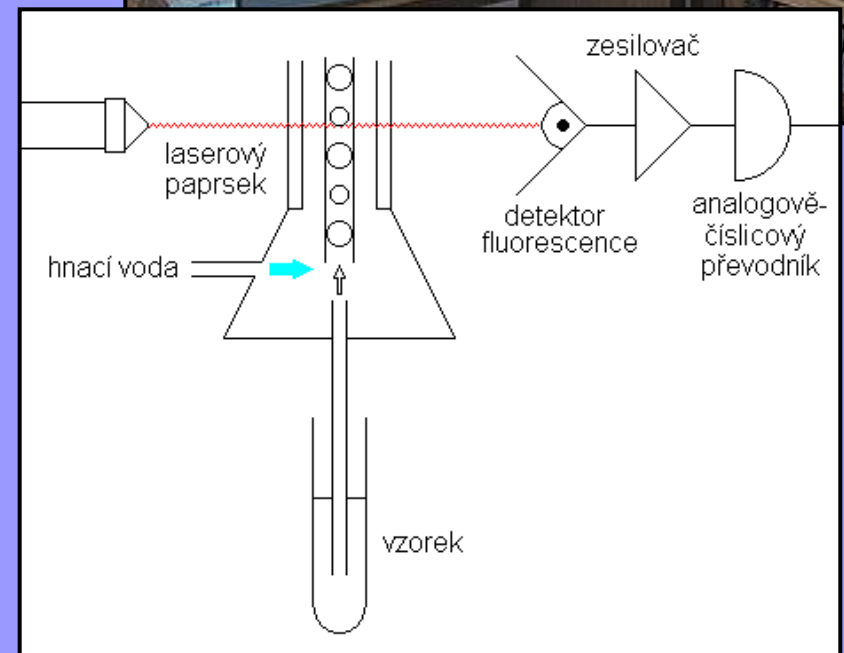 zesilovač
laserový
paprsek
detektor
fluorescence
analogově-
číslicový
převodník
hnací voda
vzorek